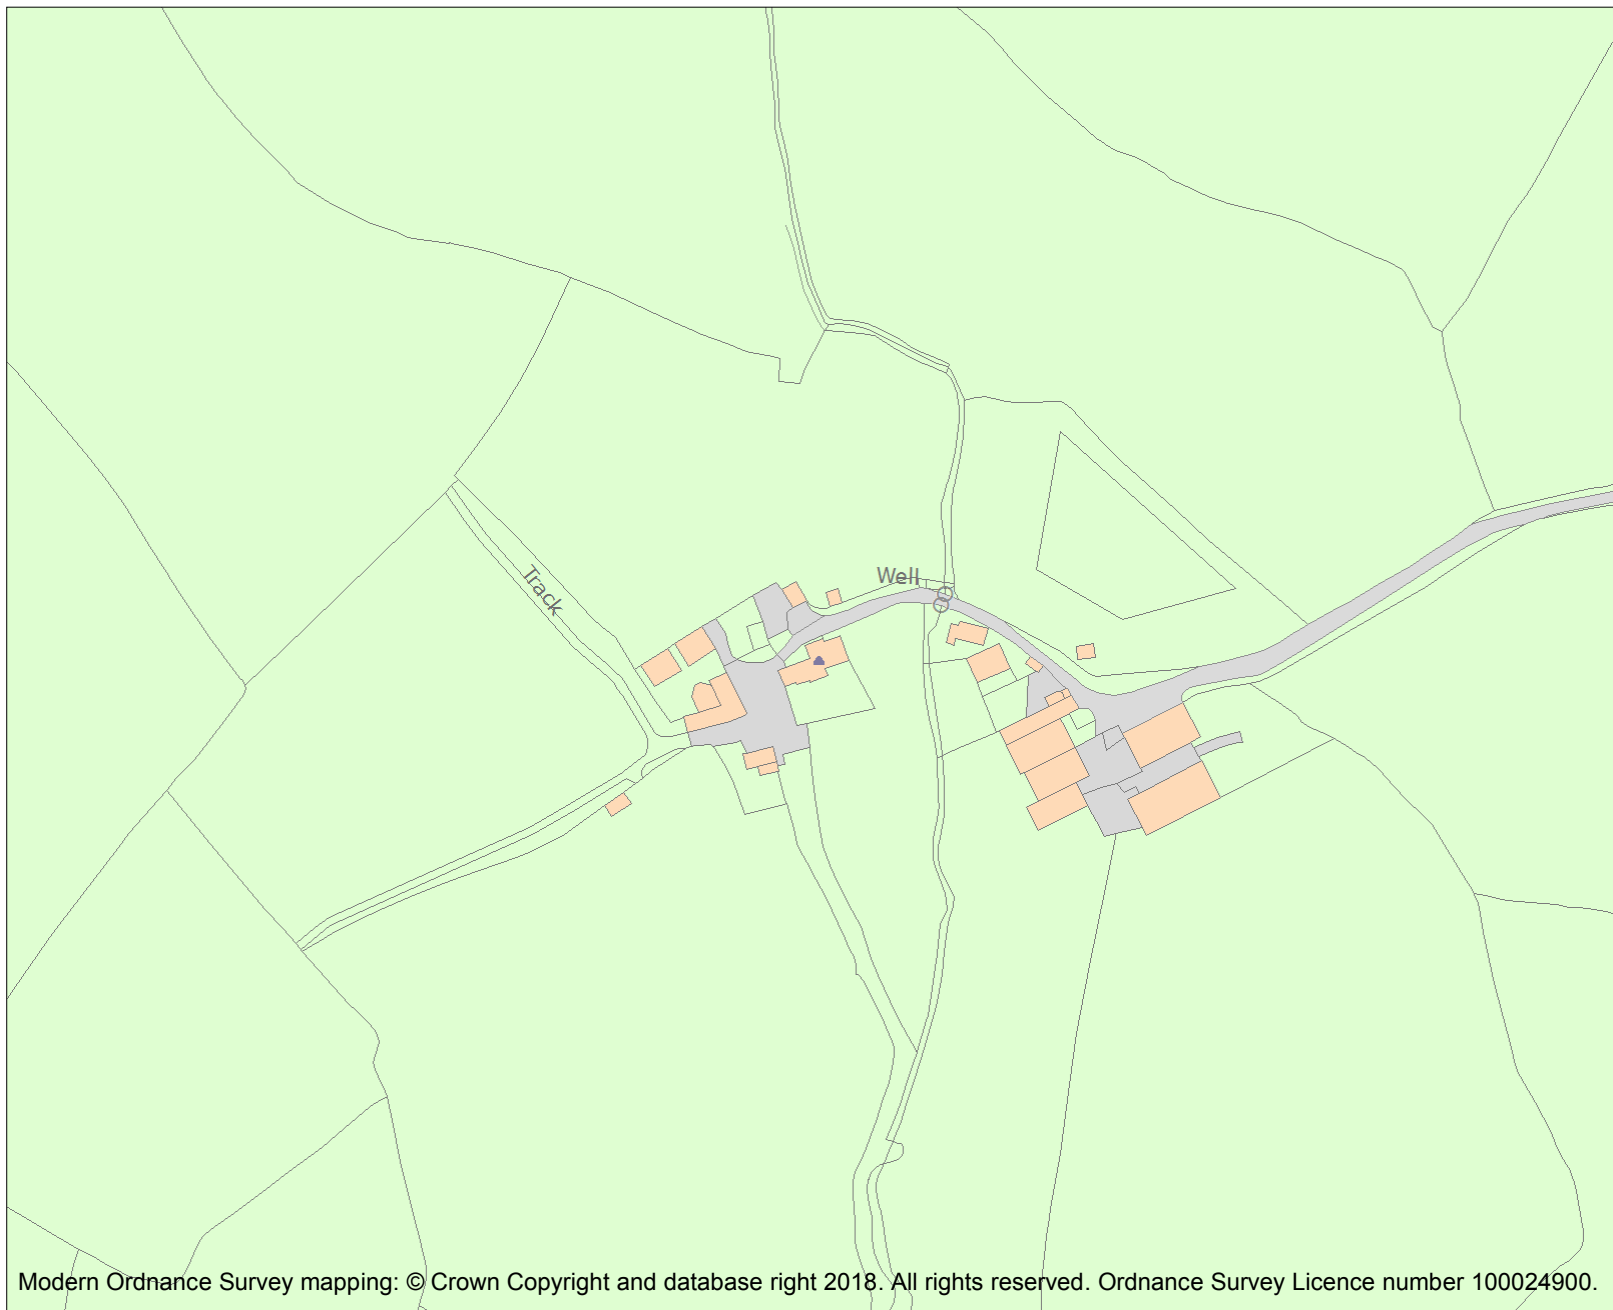 Well
Track
Modern Ordnance Survey mapping: © Crown Copyright and database right 2018. All rights reserved. Ordnance Survey Licence number 100024900.